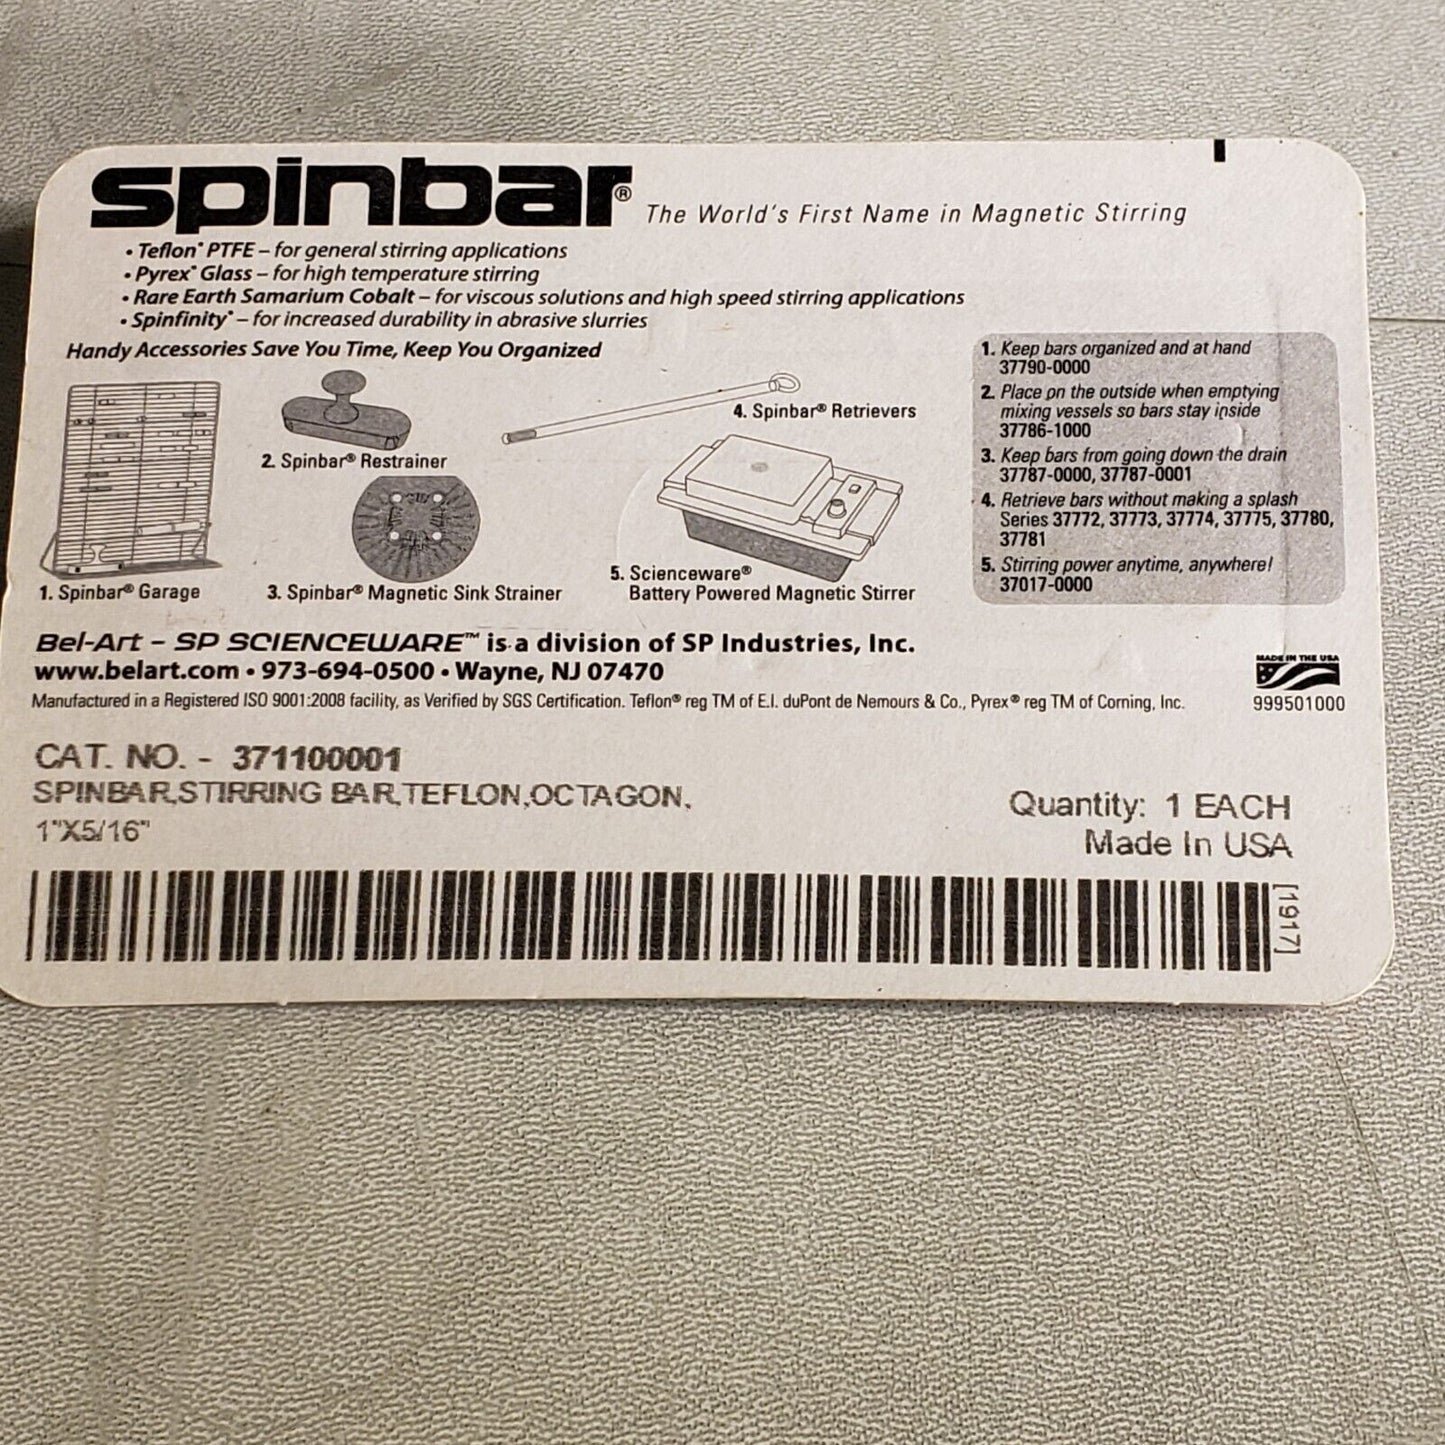 spinbar® The World's First Name in Magnetic Stirring
• Teflon® PTFE – for general stirring applications
• Pyrex® Glass – for high temperature stirring
• Rare Earth Samarium Cobalt – for viscous solutions and high speed stirring applications
• Spinfinity® – for increased durability in abrasive slurries
Handy Accessories Save You Time, Keep You Organized
1. Spinbar® Garage
2. Spinbar® Restrainer
3. Spinbar® Magnetic Sink Strainer
4. Spinbar® Retrievers
5. Scienceware®
Battery Powered Magnetic Stirrer
1. Keep bars organized and at hand
37790-0000
2. Place on the outside when emptying
mixing vessels so bars stay inside
37786-1000
3. Keep bars from going down the drain
37787-0000, 37787-0001
4. Retrieve bars without making a splash
Series 37772, 37773, 37774, 37775, 37780,
37781
5. Stirring power anytime, anywhere!
37017-0000
Bel-Art – SP SCIENCEWARE™ is a division of SP Industries, Inc.
www.belart.com • 973-694-0500 • Wayne, NJ 07470
Manufactured in a Registered ISO 9001:2008 facility, as Verified by SGS Certification. Teflon® reg TM of E.I. duPont de Nemours & Co., Pyrex® reg TM of Corning, Inc.
MADE IN THE USA
999501000
CAT. NO. - 371100001
SPINBAR,STIRRING BAR,TEFLON,OCTAGON,
1"X5/16"
Quantity: 1 EACH
Made In USA
[1917]